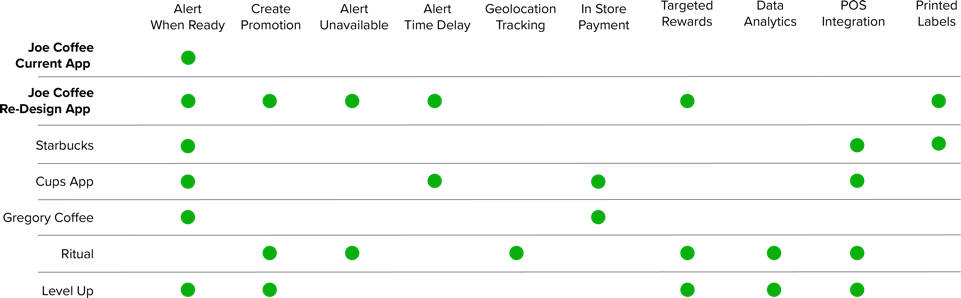 Alert When Ready
Create Promotion
Alert Unavailable
Alert Time Delay
Geolocation Tracking
In Store Payment
Targeted Rewards
Data Analytics
POS Integration
Printed Labels
Joe Coffee
Current App
Joe Coffee
Re-Design App
Starbucks
Cups App
Gregory Coffee
Ritual
Level Up